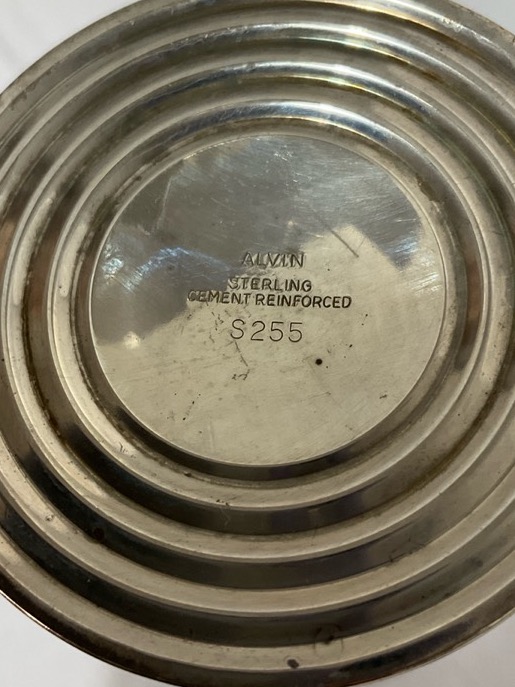 ALVIN
STERLING
CEMENT REINFORCED
S255